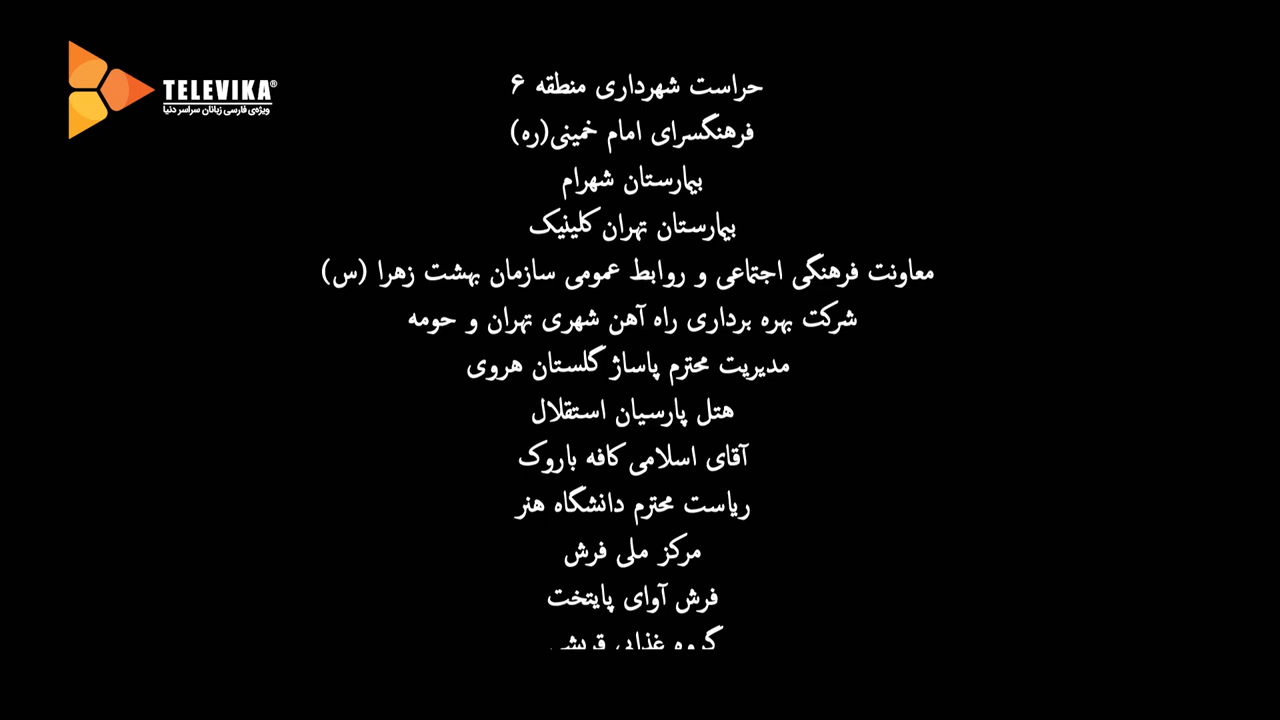 TELEVIKA®
ویژه‌ی فارسی زبانان سراسر دنیا
حراست شهرداری منطقه ۶
فرهنگسرای امام خمینی(ره)
بیمارستان شهرام
بیمارستان تهران کلینیک
معاونت فرهنگی اجتماعی و روابط عمومی سازمان بهشت زهرا (س)
شرکت بهره برداری راه آهن شهری تهران و حومه
مدیریت محترم پاساژ گلستان هروی
هتل پارسیان استقلال
آقای اسلامی کافه باروک
ریاست محترم دانشگاه هنر
مرکز ملی فرش
فرش آوای پایتخت
گروه غذایی قریشی